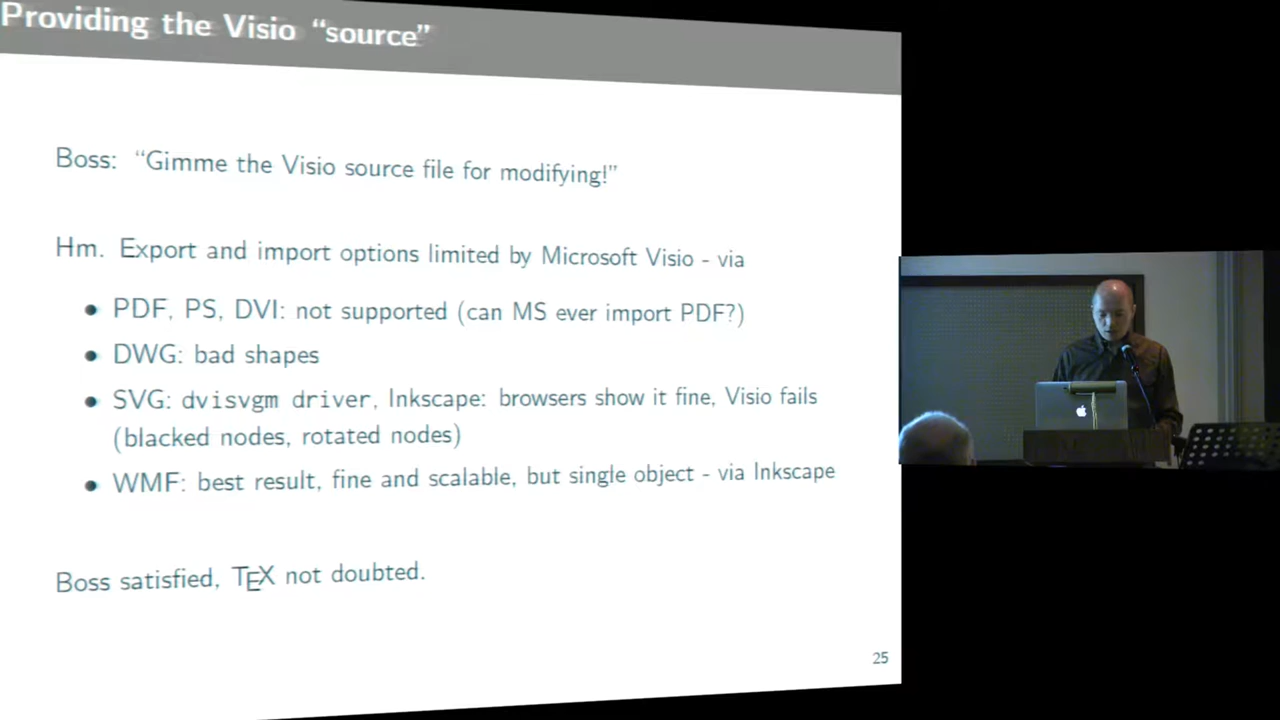 Providing the Visio “source”
Boss: “Gimme the Visio source file for modifying!”
Hm. Export and import options limited by Microsoft Visio - via
• PDF, PS, DVI: not supported (can MS ever import PDF?)
• DWG: bad shapes
• SVG: dvisvgm driver, Inkscape: browsers show it fine, Visio fails
(blacked nodes, rotated nodes)
• WMF: best result, fine and scalable, but single object - via Inkscape
Boss satisfied, TEX not doubted.
25